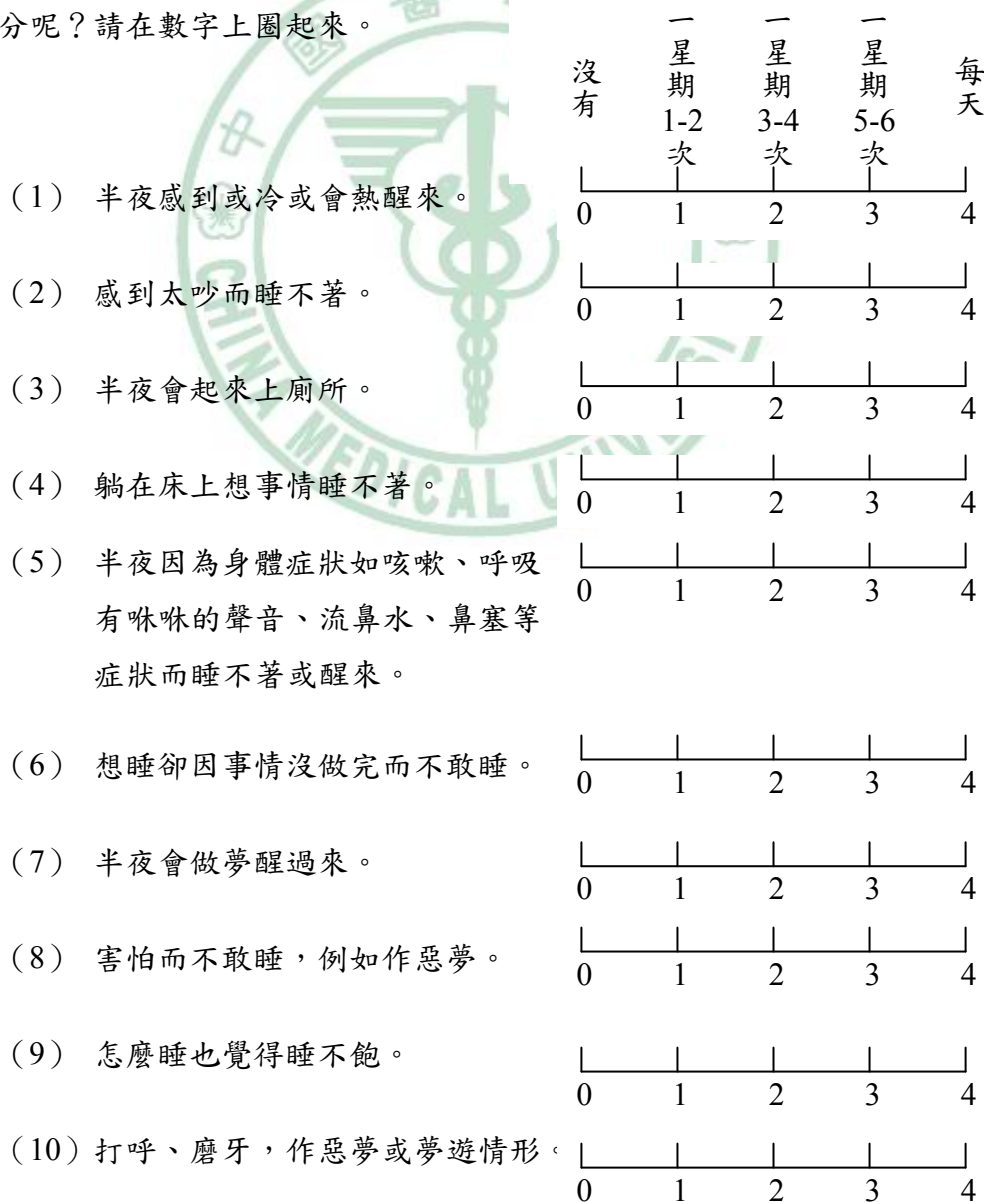 分呢？請在數字上圈起來。
沒有
一星期1-2次
一星期3-4次
一星期5-6次
每天
（1） 半夜感到或冷或會熱醒來。
0 1 2 3 4
（2） 感到太吵而睡不著。
0 1 2 3 4
（3） 半夜會起來上廁所。
0 1 2 3 4
（4） 躺在床上想事情睡不著。
0 1 2 3 4
（5） 半夜因為身體症狀如咳嗽、呼吸
0 1 2 3 4
有咻咻的聲音、流鼻水、鼻塞等
症狀而睡不著或醒來。
（6） 想睡卻因事情沒做完而不敢睡。
0 1 2 3 4
（7） 半夜會做夢醒過來。
0 1 2 3 4
（8） 害怕而不敢睡，例如作惡夢。
0 1 2 3 4
（9） 怎麼睡也覺得睡不飽。
0 1 2 3 4
（10）打呼、磨牙，作惡夢或夢遊情形。
0 1 2 3 4
中國醫
CHINA MEDICAL